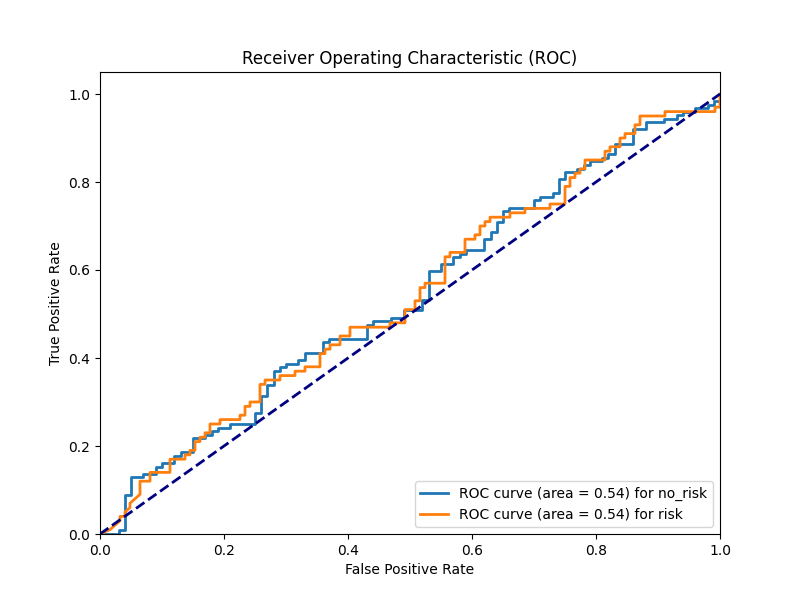 Receiver Operating Characteristic (ROC)
True Positive Rate
1.0
0.8
0.6
0.4
0.2
0.0
ROC curve (area = 0.54) for no_risk
ROC curve (area = 0.54) for risk
0.0 0.2 0.4 0.6 0.8 1.0
False Positive Rate